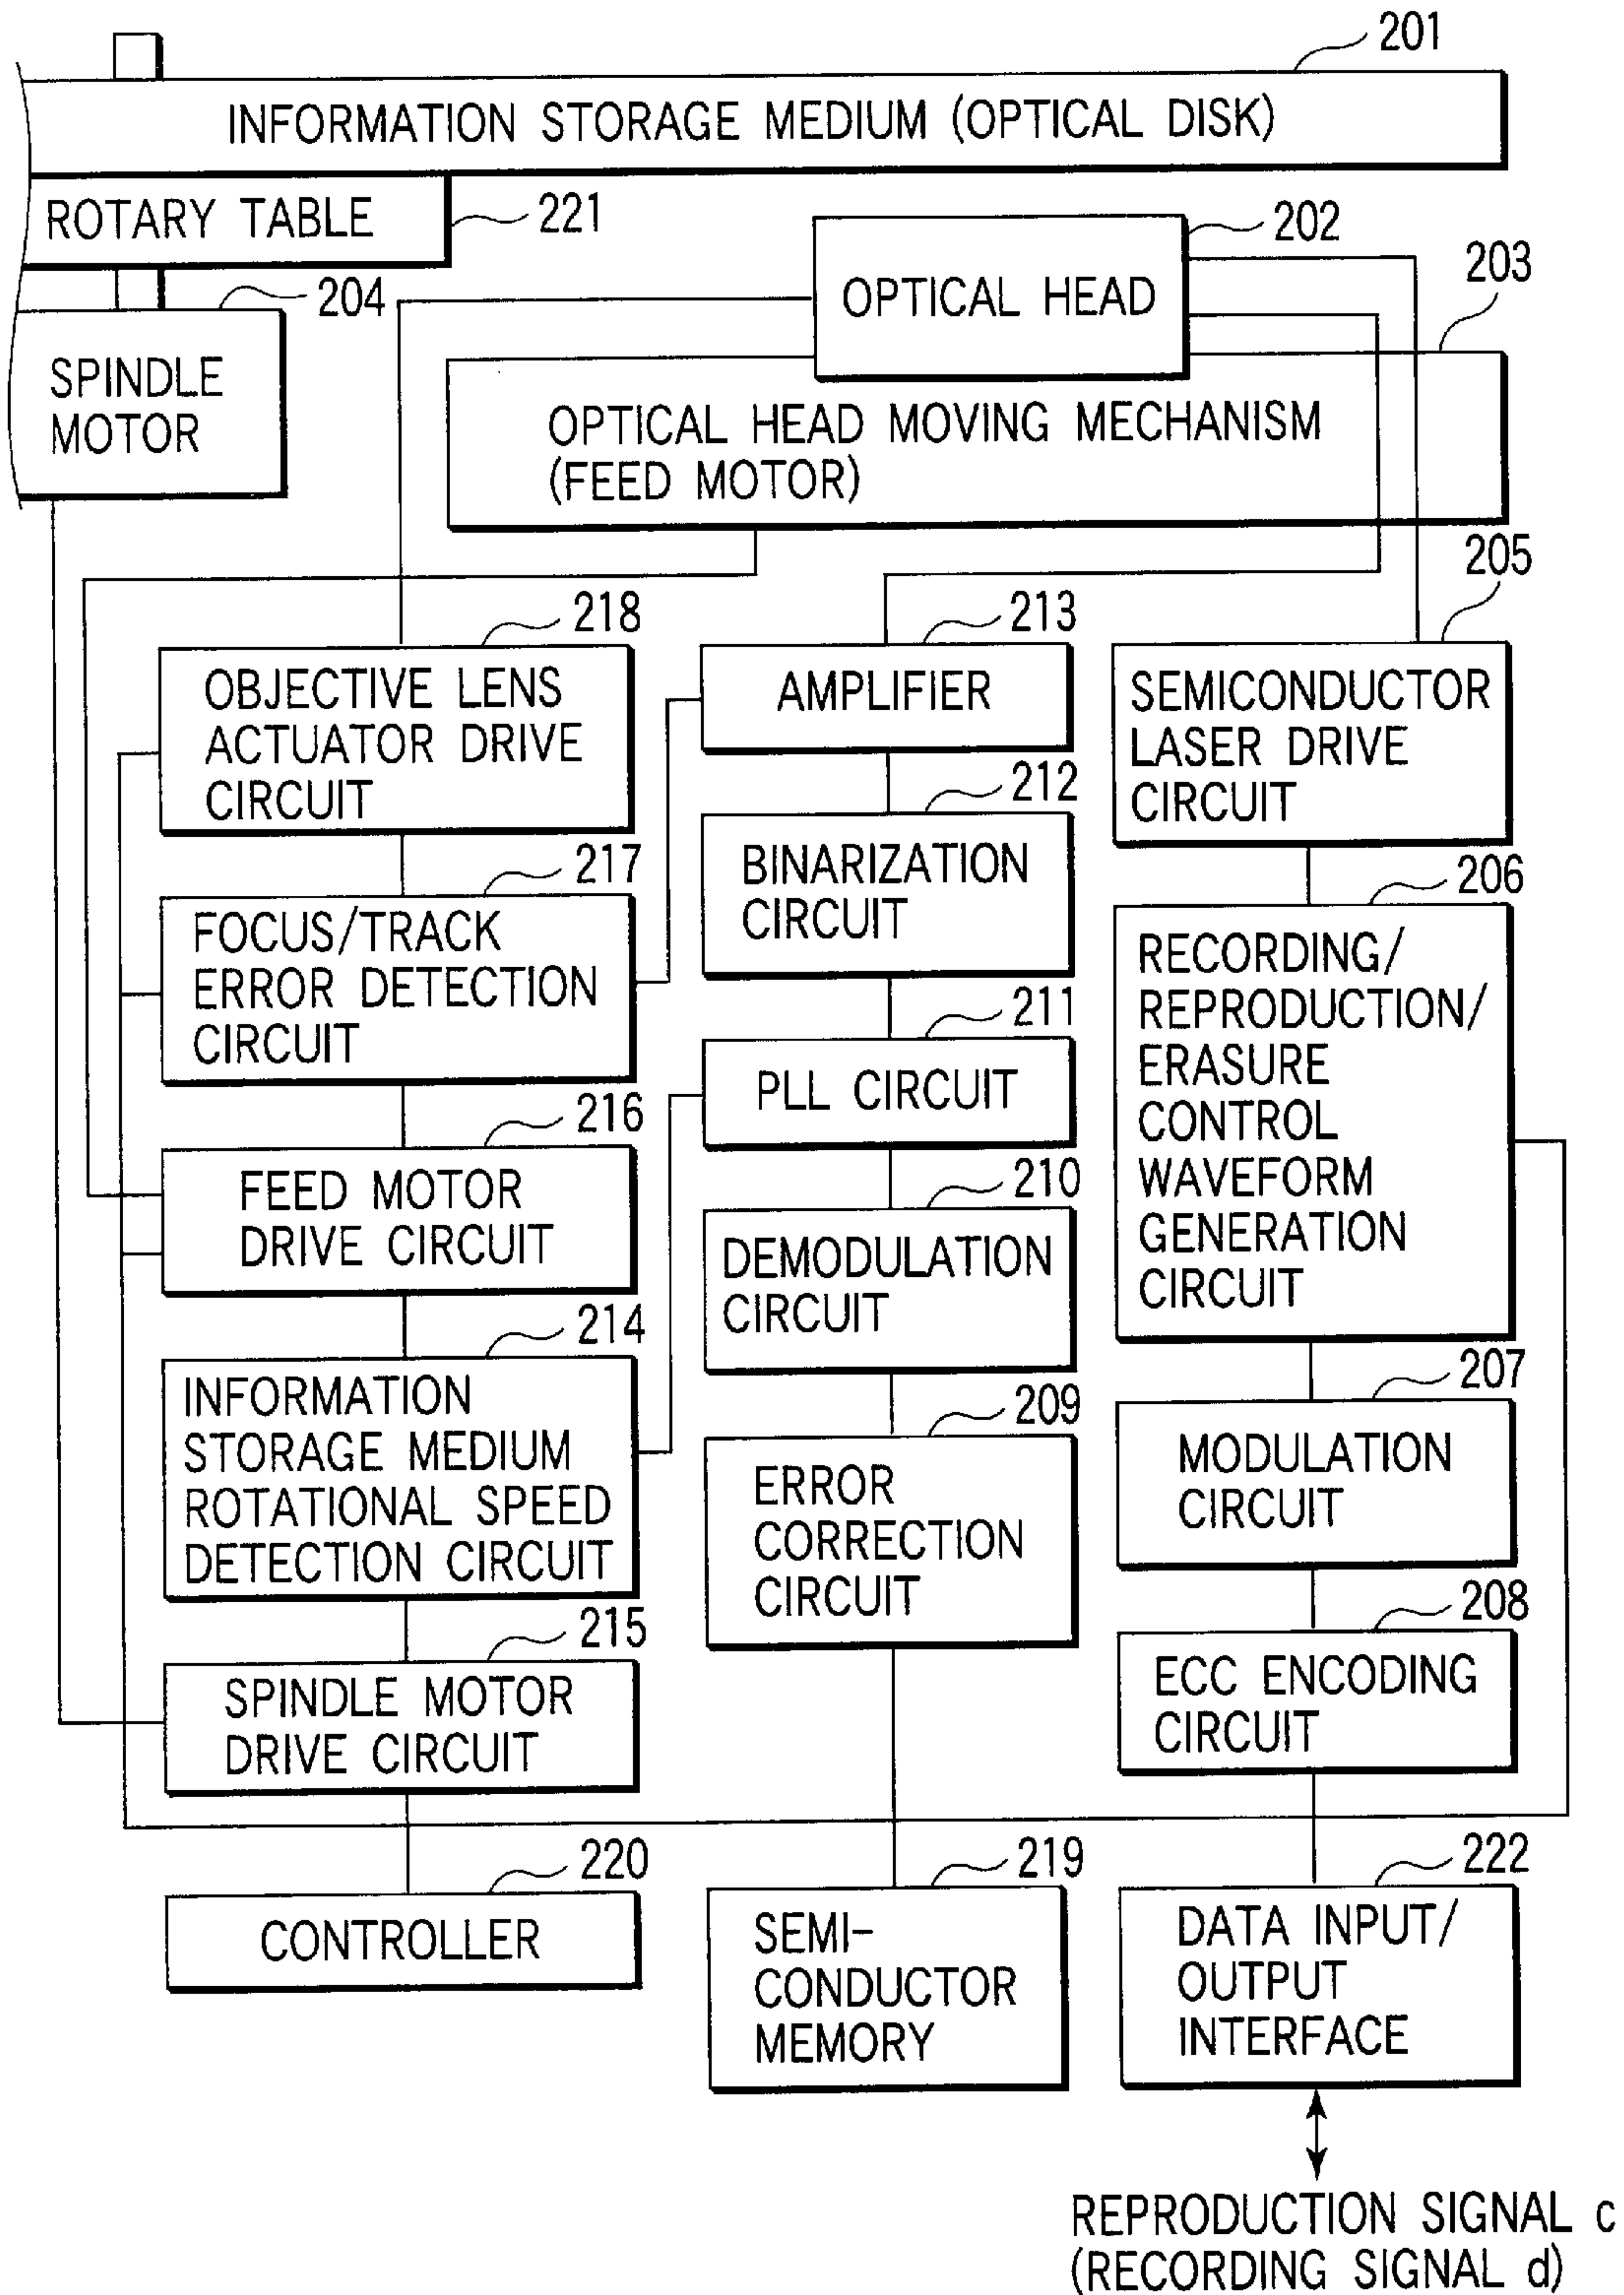 201
INFORMATION STORAGE MEDIUM (OPTICAL DISK)
ROTARY TABLE
221
202
OPTICAL HEAD
203
204
SPINDLE
MOTOR
OPTICAL HEAD MOVING MECHANISM
(FEED MOTOR)
205
218
OBJECTIVE LENS
ACTUATOR DRIVE
CIRCUIT
213
AMPLIFIER
SEMICONDUCTOR
LASER DRIVE
CIRCUIT
212
BINARIZATION
CIRCUIT
217
FOCUS/TRACK
ERROR DETECTION
CIRCUIT
206
RECORDING/
REPRODUCTION/
ERASURE
CONTROL
WAVEFORM
GENERATION
CIRCUIT
211
PLL CIRCUIT
216
FEED MOTOR
DRIVE CIRCUIT
210
DEMODULATION
CIRCUIT
214
INFORMATION
STORAGE MEDIUM
ROTATIONAL SPEED
DETECTION CIRCUIT
209
ERROR
CORRECTION
CIRCUIT
207
MODULATION
CIRCUIT
215
SPINDLE MOTOR
DRIVE CIRCUIT
208
ECC ENCODING
CIRCUIT
220
CONTROLLER
219
SEMI-
CONDUCTOR
MEMORY
222
DATA INPUT/
OUTPUT
INTERFACE
REPRODUCTION SIGNAL c
(RECORDING SIGNAL d)